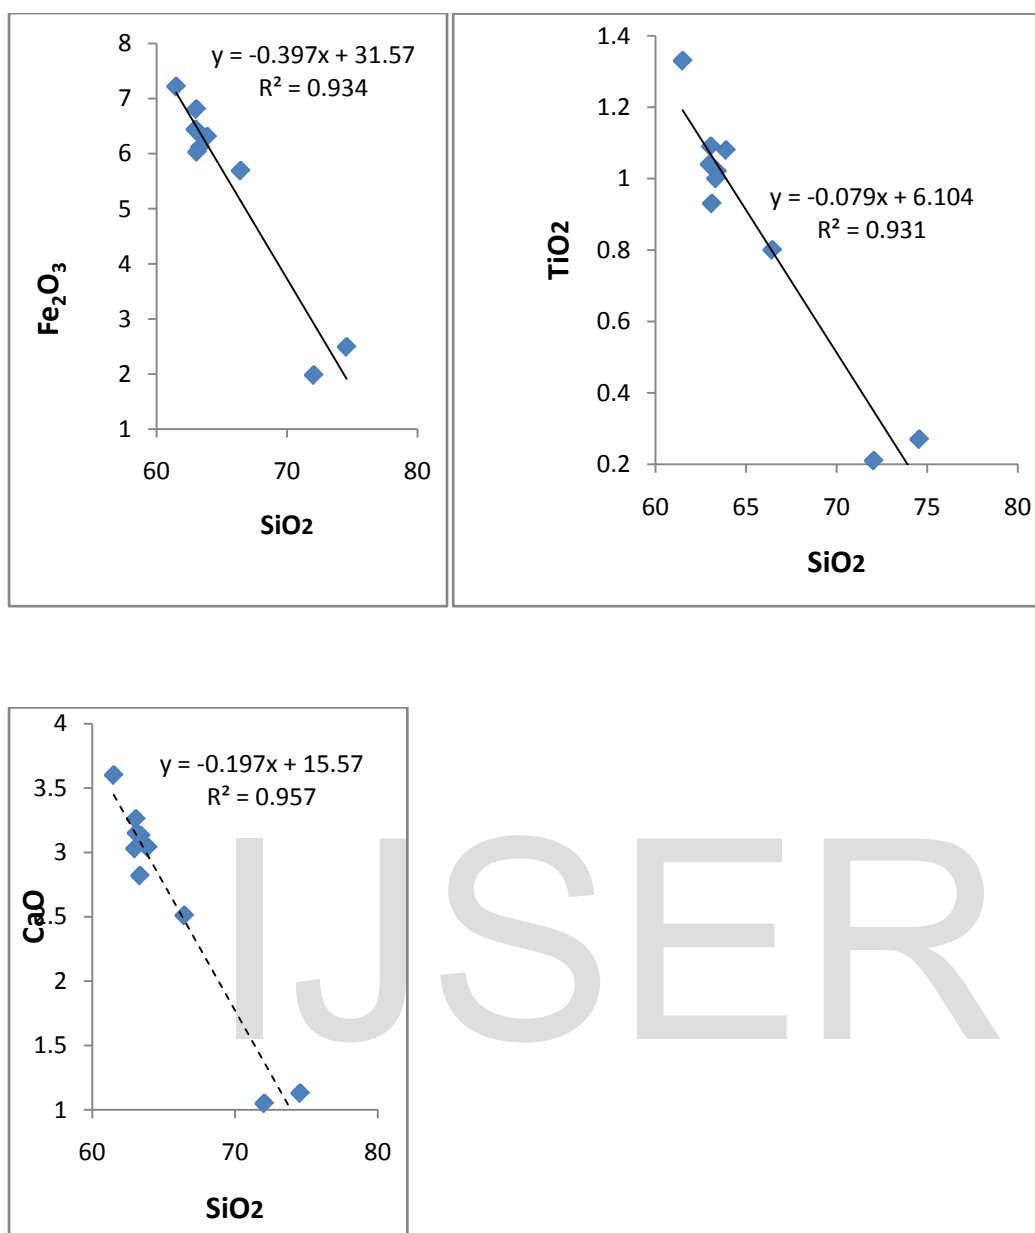 8
7
6
5
4
3
2
1
60
70
80
y = -0.397x + 31.57
R² = 0.934
Fe₂O₃
SiO2
1.4
1.2
1
0.8
0.6
0.4
0.2
60
65
70
75
80
y = -0.079x + 6.104
R² = 0.931
TiO2
SiO2
4
3.5
3
2.5
2
1.5
1
60
70
80
y = -0.197x + 15.57
R² = 0.957
CaO
SiO2
IJSER